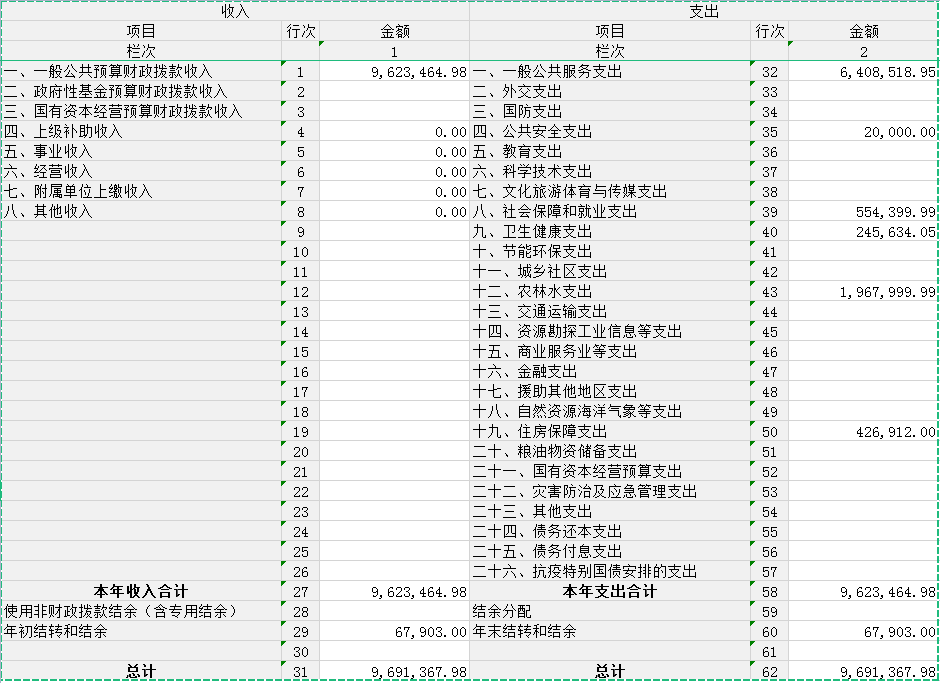 收入 支出
项目 行次 金额 项目 行次 金额
栏次 1 栏次 2
一、一般公共预算财政拨款收入 1 9,623,464.98 一、一般公共服务支出 32 6,408,518.95
二、政府性基金预算财政拨款收入 2 二、外交支出 33
三、国有资本经营预算财政拨款收入 3 三、国防支出 34
四、上级补助收入 4 0.00 四、公共安全支出 35 20,000.00
五、事业收入 5 0.00 五、教育支出 36
六、经营收入 6 0.00 六、科学技术支出 37
七、附属单位上缴收入 7 0.00 七、文化旅游体育与传媒支出 38
八、其他收入 8 0.00 八、社会保障和就业支出 39 554,399.99
9 九、卫生健康支出 40 245,634.05
10 十、节能环保支出 41
11 十一、城乡社区支出 42
12 十二、农林水支出 43 1,967,999.99
13 十三、交通运输支出 44
14 十四、资源勘探工业信息等支出 45
15 十五、商业服务业等支出 46
16 十六、金融支出 47
17 十七、援助其他地区支出 48
18 十八、自然资源海洋气象等支出 49
19 十九、住房保障支出 50 426,912.00
20 二十、粮油物资储备支出 51
21 二十一、国有资本经营预算支出 52
22 二十二、灾害防治及应急管理支出 53
23 二十三、其他支出 54
24 二十四、债务还本支出 55
25 二十五、债务付息支出 56
26 二十六、抗疫特别国债安排的支出 57
本年收入合计 27 9,623,464.98 本年支出合计 58 9,623,464.98
使用非财政拨款结余（含专用结余） 28 结余分配 59
年初结转和结余 29 67,903.00 年末结转和结余 60 67,903.00
30 61
总计 31 9,691,367.98 总计 62 9,691,367.98